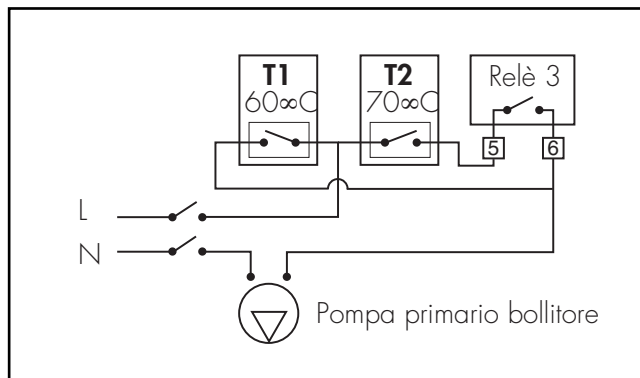 T1
60∞C
T2
70∞C
Relè 3
5
6
L
N
Pompa primario bollitore